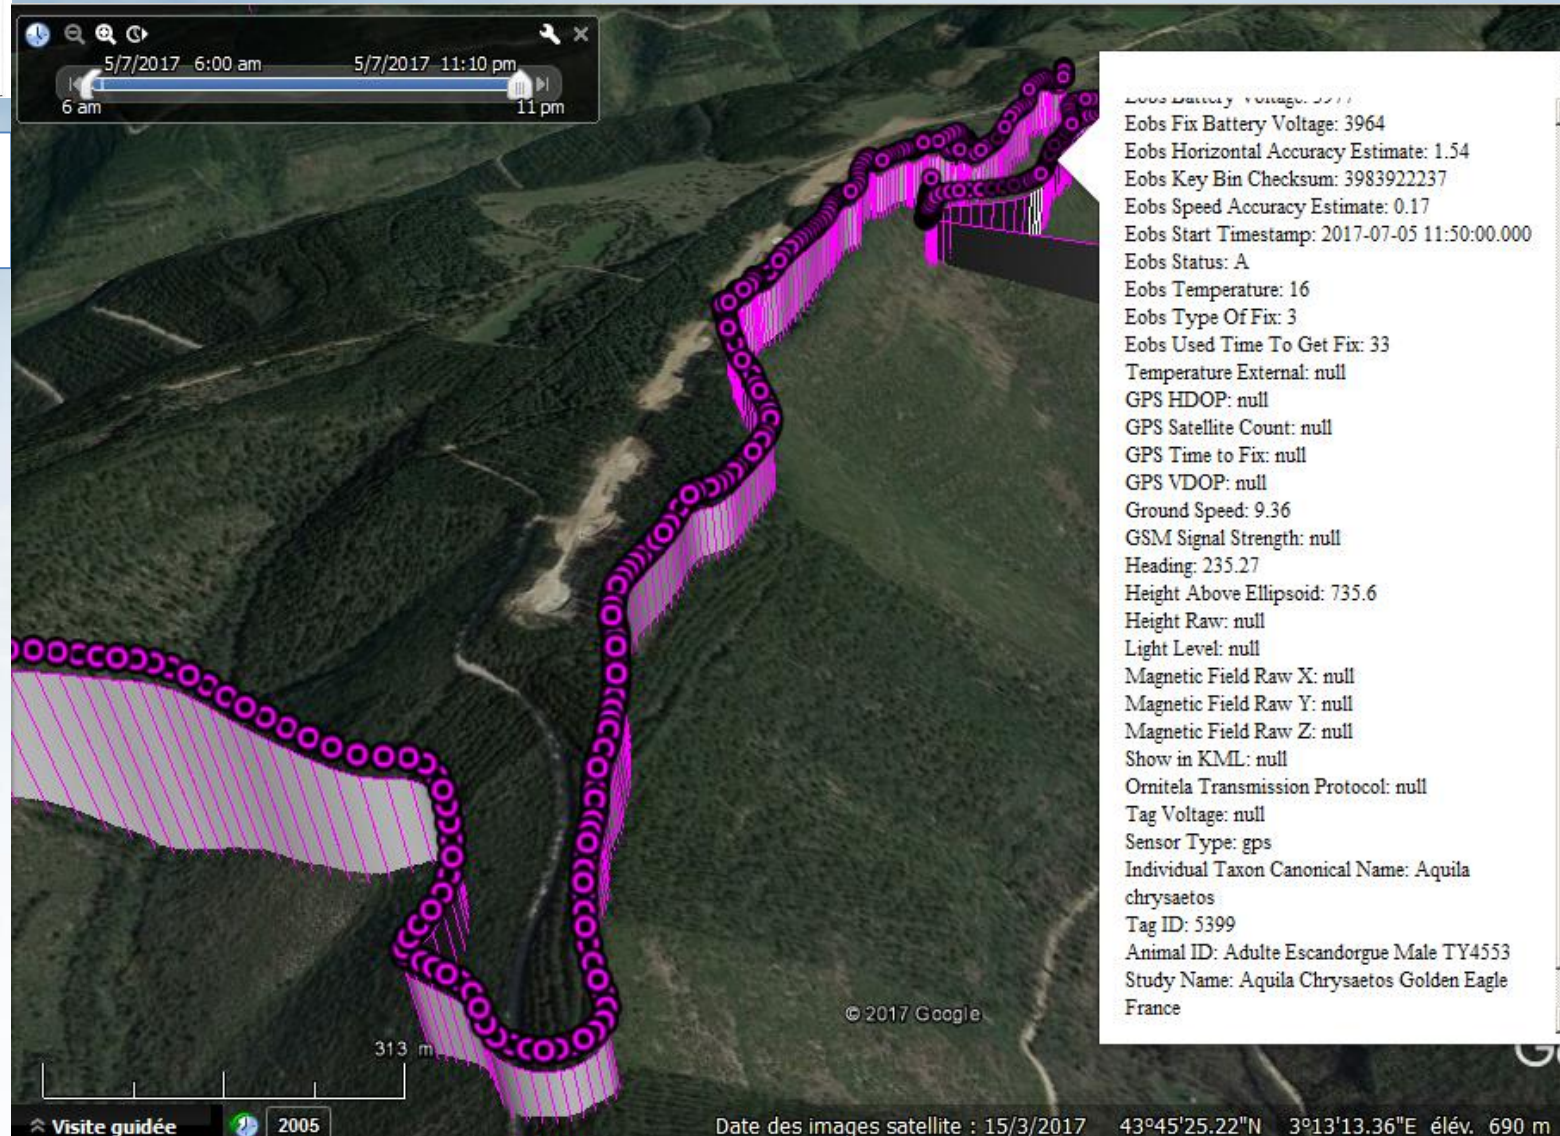 5/7/2017 6:00 am
5/7/2017 11:10 pm
6 am
11 pm
Eobs Battery Voltage: 3977
Eobs Fix Battery Voltage: 3964
Eobs Horizontal Accuracy Estimate: 1.54
Eobs Key Bin Checksum: 3983922237
Eobs Speed Accuracy Estimate: 0.17
Eobs Start Timestamp: 2017-07-05 11:50:00.000
Eobs Status: A
Eobs Temperature: 16
Eobs Type Of Fix: 3
Eobs Used Time To Get Fix: 33
Temperature External: null
GPS HDOP: null
GPS Satellite Count: null
GPS Time to Fix: null
GPS VDOP: null
Ground Speed: 9.36
GSM Signal Strength: null
Heading: 235.27
Height Above Ellipsoid: 735.6
Height Raw: null
Light Level: null
Magnetic Field Raw X: null
Magnetic Field Raw Y: null
Magnetic Field Raw Z: null
Show in KML: null
Ornitela Transmission Protocol: null
Tag Voltage: null
Sensor Type: gps
Individual Taxon Canonical Name: Aquila
chrysaetos
Tag ID: 5399
Animal ID: Adulte Escandorgue Male TY4553
Study Name: Aquila Chrysaetos Golden Eagle
France
© 2017 Google
313 m
Visite guidée
2005
Date des images satellite : 15/3/2017 43°45'25.22"N 3°13'13.36"E élév. 690 m